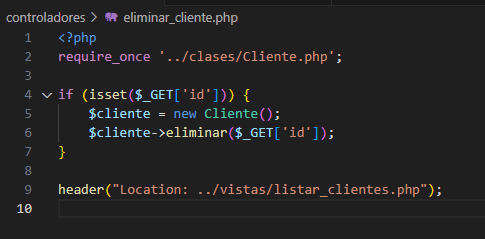 controladores > eliminar_cliente.php
1 <?php
2 require_once '../clases/Cliente.php';
3
4 if (isset($_GET['id'])) {
5     $cliente = new Cliente();
6     $cliente->eliminar($_GET['id']);
7 }
8
9 header("Location: ../vistas/listar_clientes.php");
10